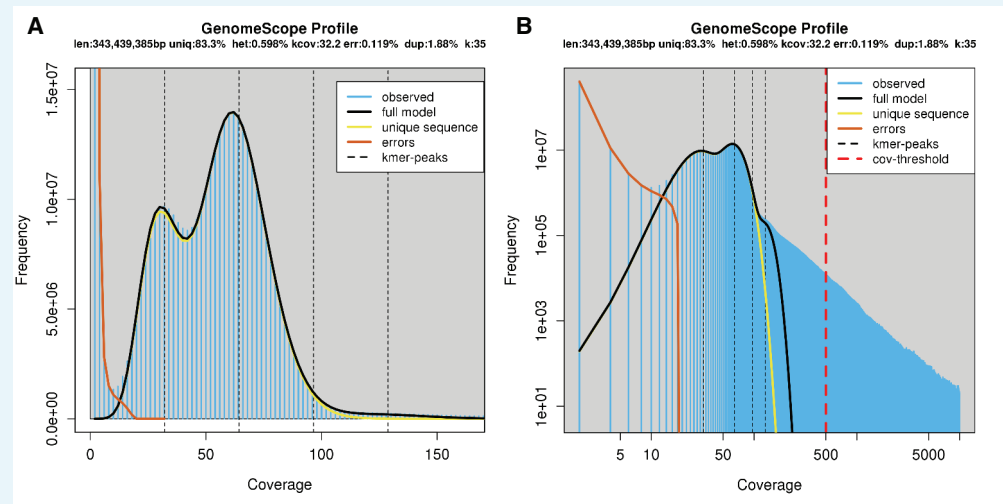 A
GenomeScope Profile
len:343,439,385bp uniq:83.3% het:0.598% kcov:32.2 err:0.119% dup:1.88% k:35
Frequency
0.0e+00 5.0e+06 1.0e+07 1.5e+07
observed
full model
unique sequence
errors
kmer-peaks
0 50 100 150
Coverage
B
GenomeScope Profile
len:343,439,385bp uniq:83.3% het:0.598% kcov:32.2 err:0.119% dup:1.88% k:35
Frequency
1e+01 1e+03 1e+05 1e+07
observed
full model
unique sequence
errors
kmer-peaks
cov-threshold
5 10 50 500 5000
Coverage